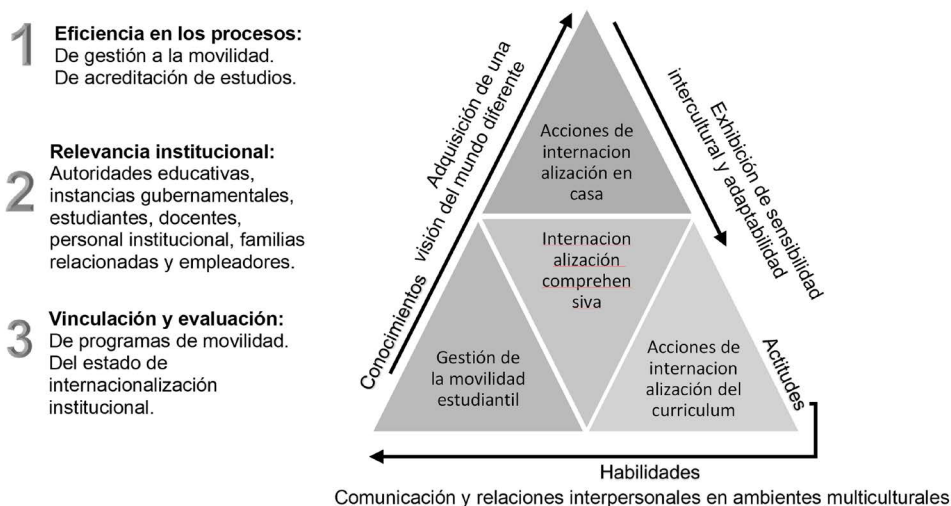 1
Eficiencia en los procesos:
De gestión a la movilidad.
De acreditación de estudios.
2
Relevancia institucional:
Autoridades educativas,
instancias gubernamentales,
estudiantes, docentes,
personal institucional, familias
relacionadas y empleadores.
3
Vinculación y evaluación:
De programas de movilidad.
Del estado de
internacionalización
institucional.
Adquisición de una
Conocimientos visión del mundo diferente
Exhibición de sensibilidad
intercultural y adaptabilidad
Actitudes
Acciones de
internacion
alización en
casa
Internacion
alización
comprehen
siva
Gestión de
la movilidad
estudiantil
Acciones de
internacion
alización del
curriculum
Habilidades
Comunicación y relaciones interpersonales en ambientes multiculturales